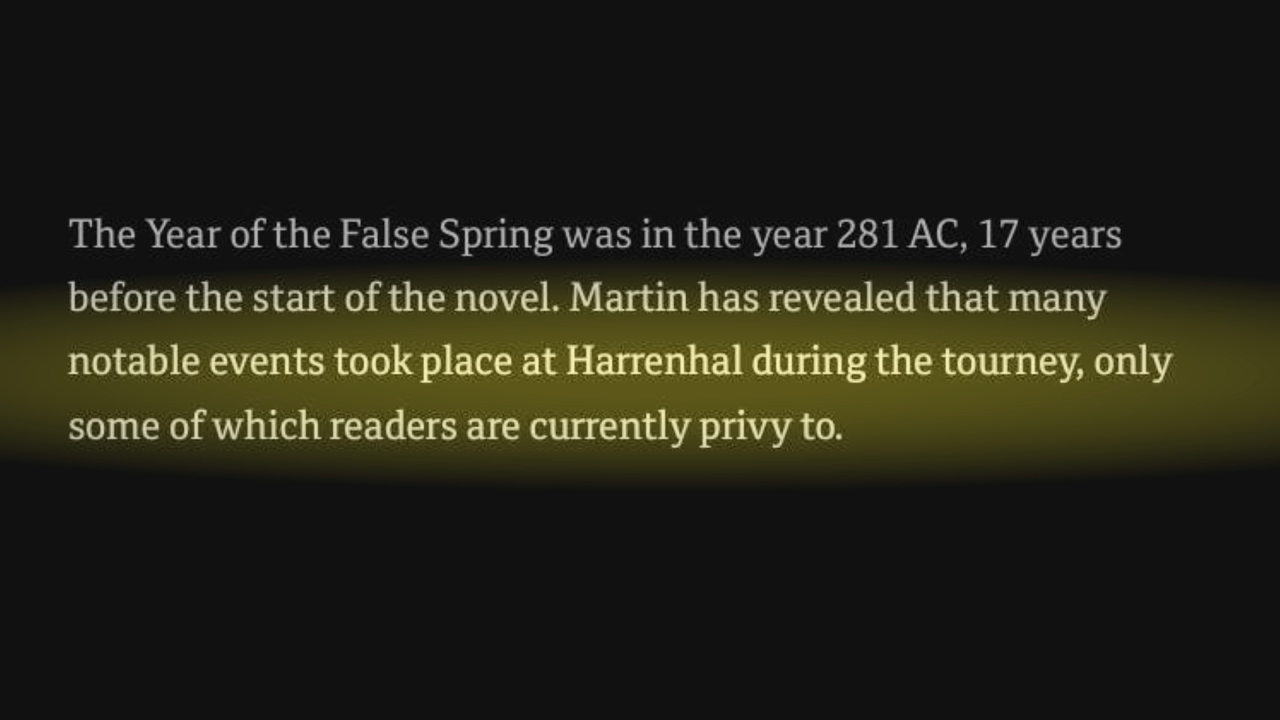 The Year of the False Spring was in the year 281 AC, 17 years
before the start of the novel. Martin has revealed that many
notable events took place at Harrenhal during the tourney, only
some of which readers are currently privy to.